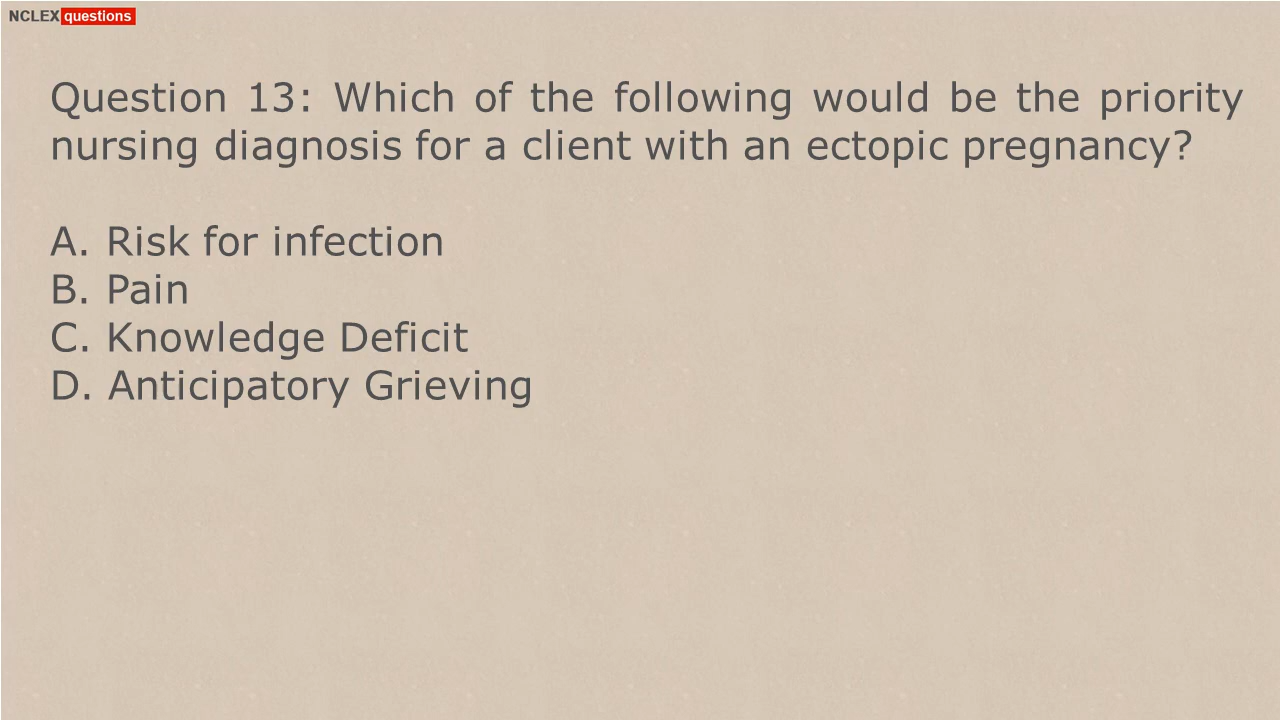 NCLEX questions
Question 13: Which of the following would be the priority
nursing diagnosis for a client with an ectopic pregnancy?
A. Risk for infection
B. Pain
C. Knowledge Deficit
D. Anticipatory Grieving